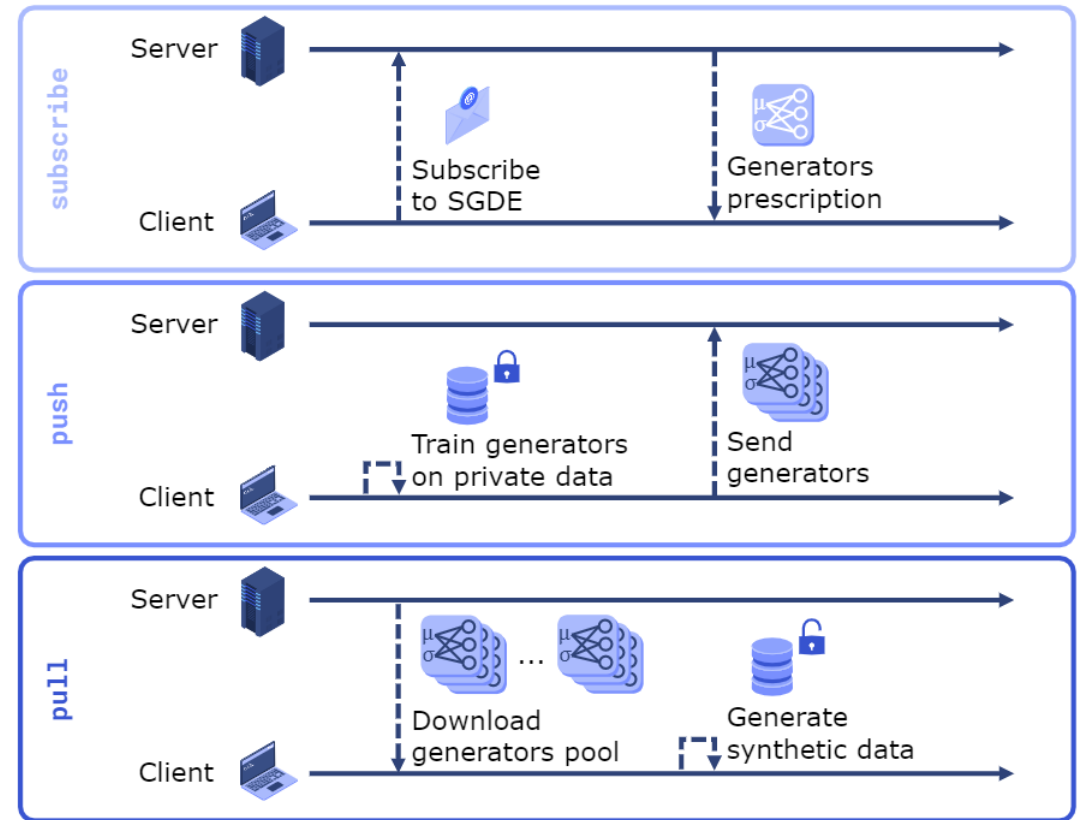 subscribe
Server
Subscribe
to SGDE
μ
σ
Generators
prescription
Client
push
Server
Train generators
on private data
μ
σ
Send
generators
Client
pull
Server
μ
σ
...
μ
σ
Download
generators pool
Generate
synthetic data
Client